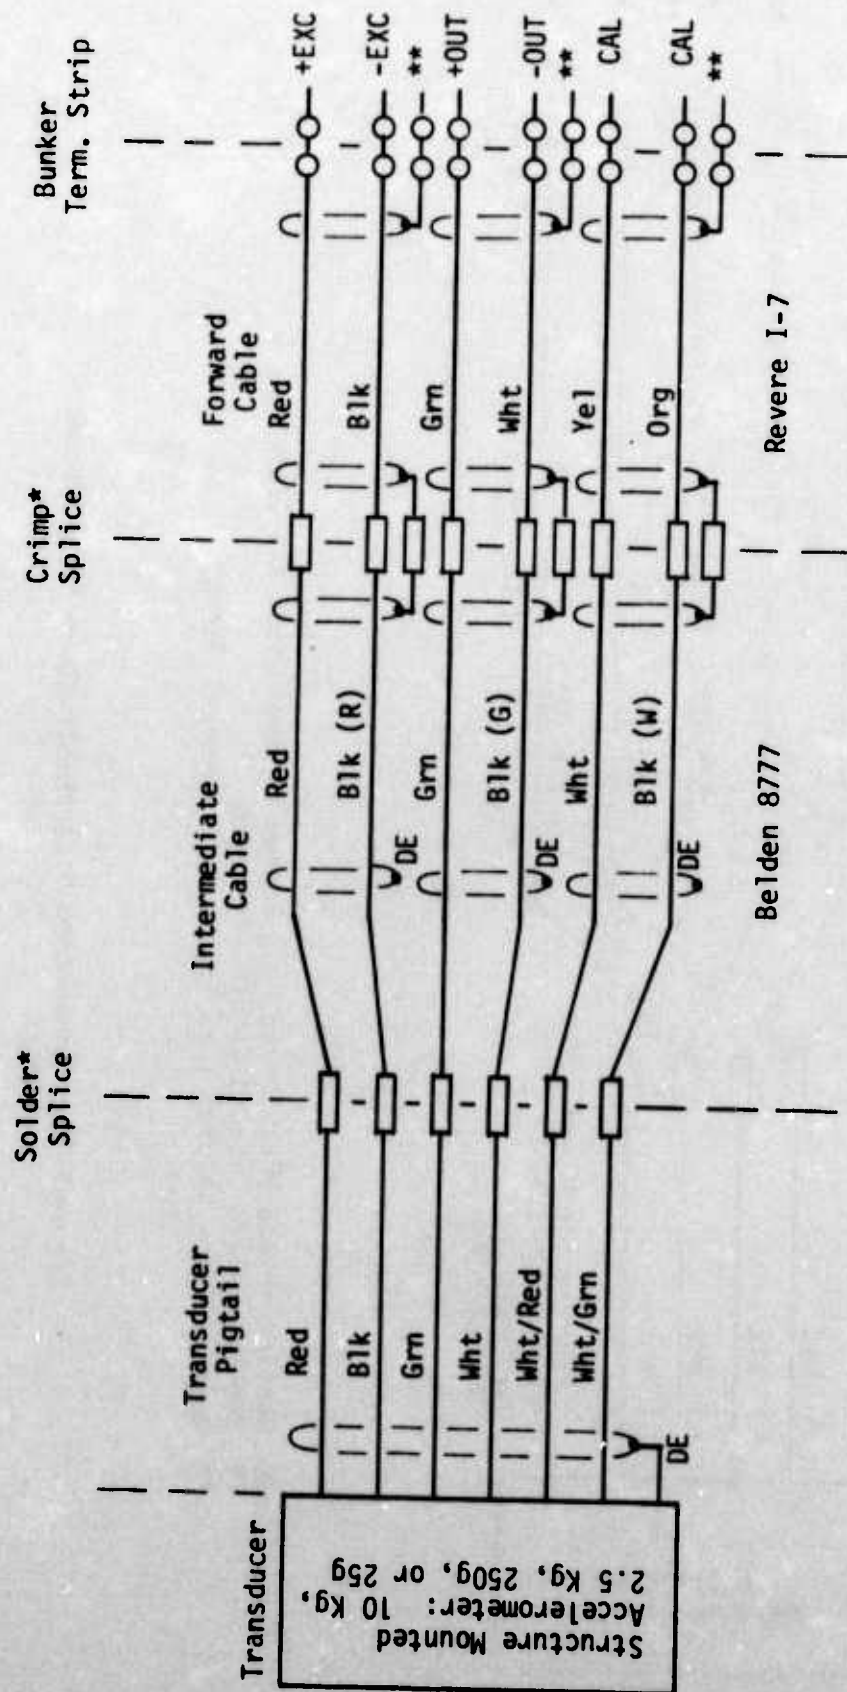 Transducer
Transducer
Pigtail
Solder*
Splice
Intermediate
Cable
Crimp*
Splice
Forward
Cable
Bunker
Term. Strip
Structure Mounted
Accelerometer: 10 Kg,
2.5 Kg, 250g, or 25g
Red
Blk
Grn
Wht
Wht/Red
Wht/Grn
DE
Red
Blk (R)
DE
Grn
Blk (G)
DE
Wht
Blk (W)
DE
Belden 8777
Red
Blk
Grn
Wht
Yel
Org
Revere I-7
+EXC
-EXC
**
+OUT
-OUT
**
CAL
CAL
**